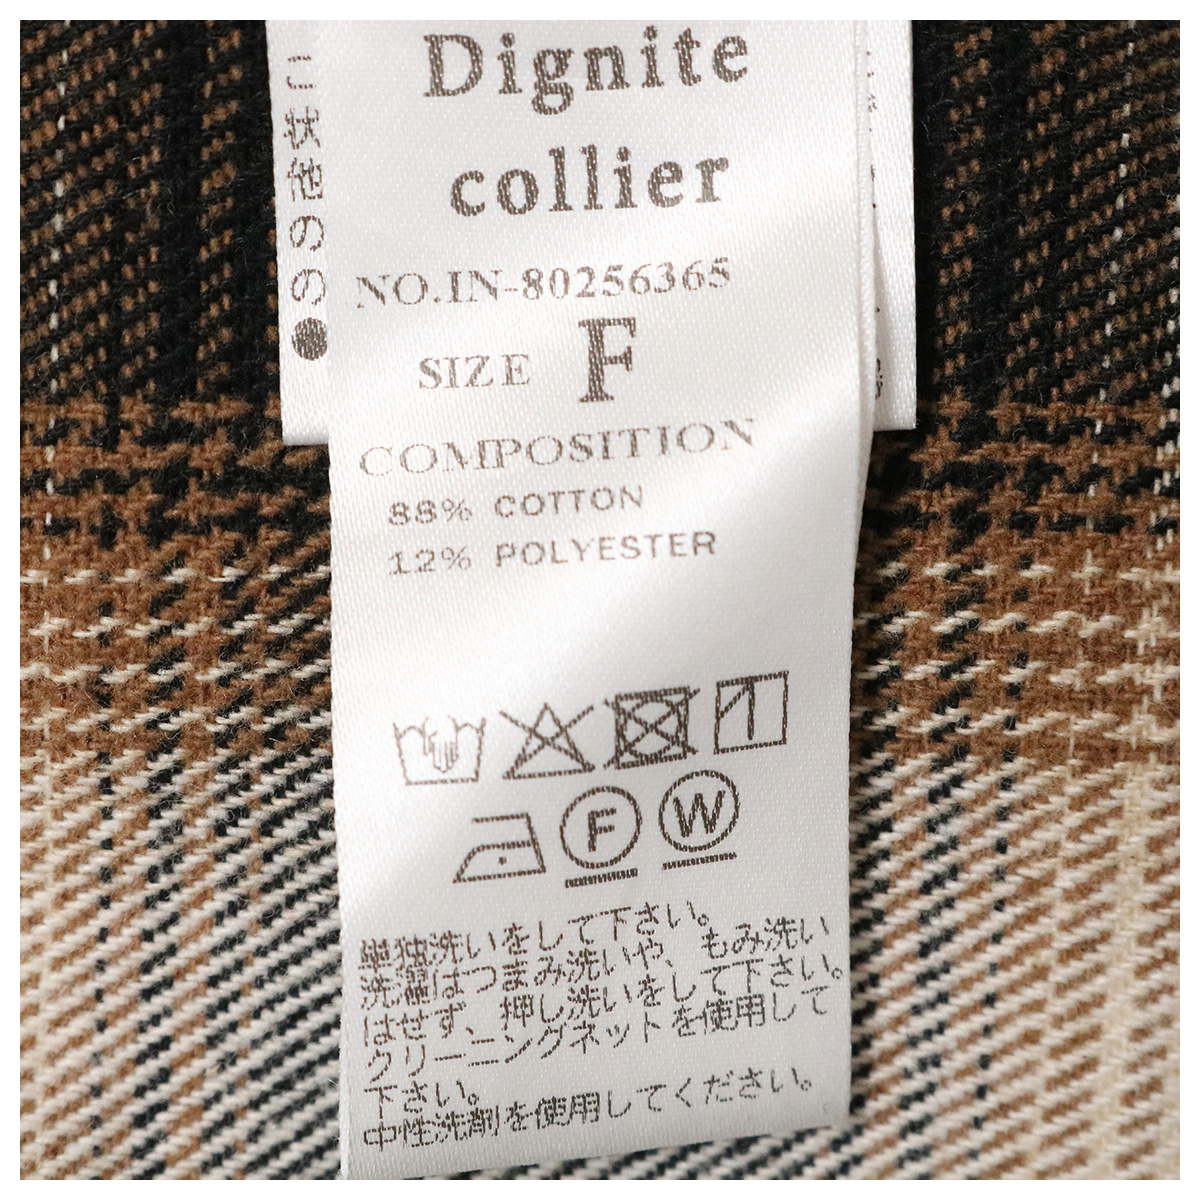 Dignite
collier
NO.IN-80256365
SIZE F
COMPOSITION
88% COTTON
12% POLYESTER
F W
単独洗いをして下さい。
洗濯はつまみ洗いや、もみ洗い
はせず、押し洗いをして下さい。
クリーニングネットを使用して
下さい。
中性洗剤を使用してください。